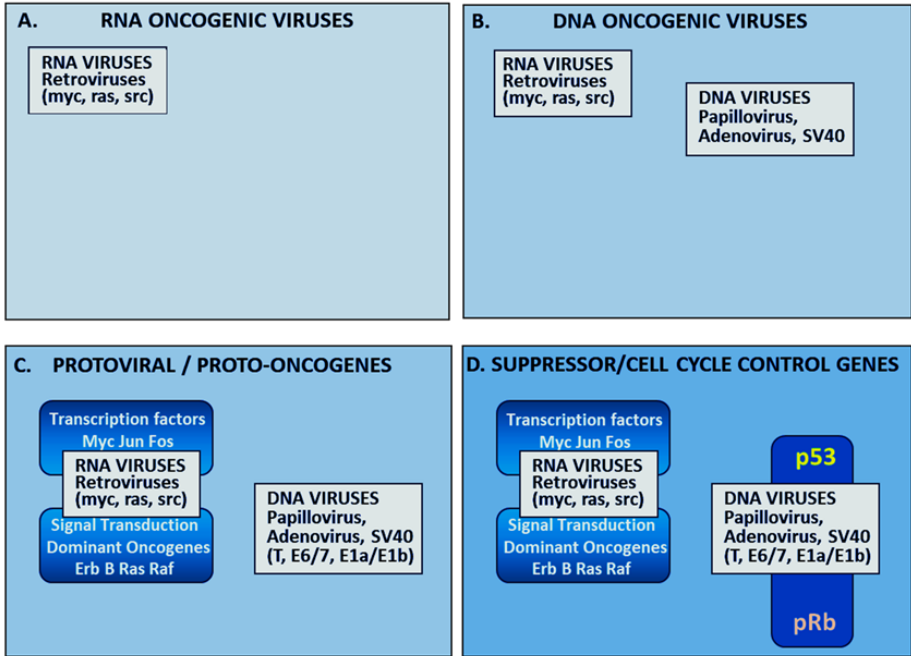 A. RNA ONCOGENIC VIRUSES
RNA VIRUSES
Retroviruses
(myc, ras, src)
B. DNA ONCOGENIC VIRUSES
RNA VIRUSES
Retroviruses
(myc, ras, src)
DNA VIRUSES
Papillovirus,
Adenovirus, SV40
C. PROTOVIRAL / PROTO-ONCOGENES
Transcription factors
Myc Jun Fos
RNA VIRUSES
Retroviruses
(myc, ras, src)
Signal Transduction
Dominant Oncogenes
Erb B Ras Raf
DNA VIRUSES
Papillovirus,
Adenovirus, SV40
(T, E6/7, E1a/E1b)
D. SUPPRESSOR/CELL CYCLE CONTROL GENES
Transcription factors
Myc Jun Fos
RNA VIRUSES
Retroviruses
(myc, ras, src)
Signal Transduction
Dominant Oncogenes
Erb B Ras Raf
p53
DNA VIRUSES
Papillovirus,
Adenovirus, SV40
(T, E6/7, E1a/E1b)
pRb